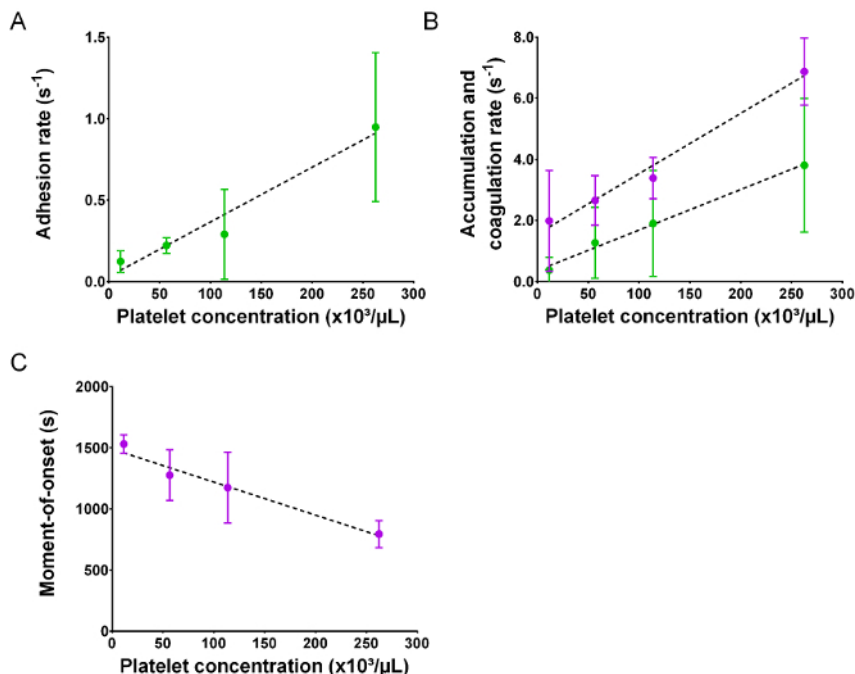 A
Adhesion rate (s⁻¹)
1.5
1.0
0.5
0.0
0 50 100 150 200 250 300
Platelet concentration (x10³/µL)
B
Accumulation and
coagulation rate (s⁻¹)
8.0
6.0
4.0
2.0
0.0
0 50 100 150 200 250 300
Platelet concentration (x10³/µL)
C
Moment-of-onset (s)
2000
1500
1000
500
0
0 50 100 150 200 250 300
Platelet concentration (x10³/µL)